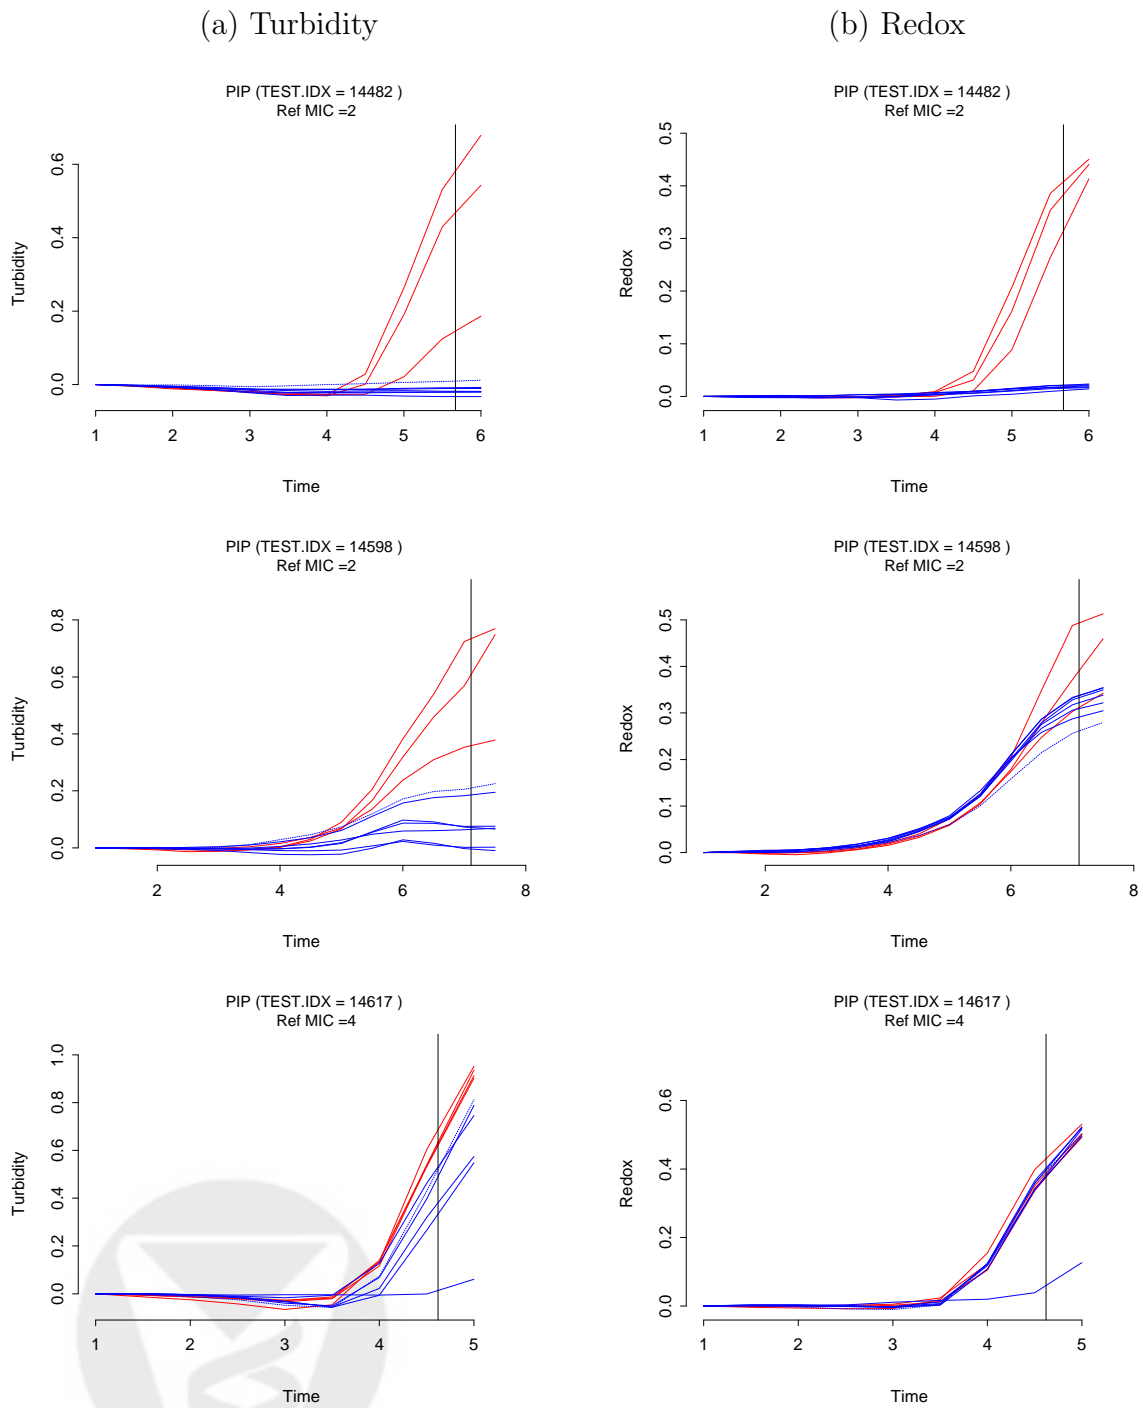 (a) Turbidity
(b) Redox
PIP (TEST.IDX = 14482 )
Ref MIC =2
Turbidity
0.0
0.2
0.4
0.6
1 2 3 4 5 6
Time
PIP (TEST.IDX = 14482 )
Ref MIC =2
Redox
0.0
0.1
0.2
0.3
0.4
0.5
1 2 3 4 5 6
Time
PIP (TEST.IDX = 14598 )
Ref MIC =2
Turbidity
0.0
0.2
0.4
0.6
0.8
2 4 6 8
Time
PIP (TEST.IDX = 14598 )
Ref MIC =2
Redox
0.0
0.1
0.2
0.3
0.4
0.5
2 4 6 8
Time
PIP (TEST.IDX = 14617 )
Ref MIC =4
Turbidity
0.0
0.2
0.4
0.6
0.8
1.0
1 2 3 4 5
Time
PIP (TEST.IDX = 14617 )
Ref MIC =4
Redox
0.0
0.2
0.4
0.6
1 2 3 4 5
Time